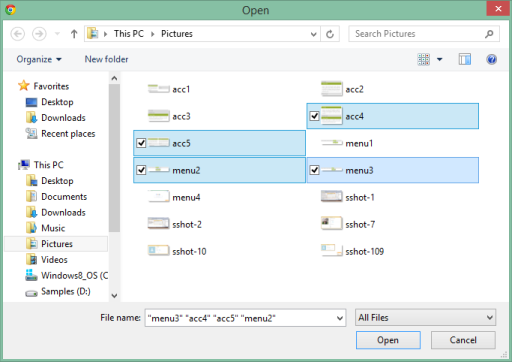 Open
This PC Pictures
Search Pictures
Organize New folder
Favorites
Desktop
Downloads
Recent places
This PC
Desktop
Documents
Downloads
Music
Pictures
Videos
Windows8_OS (C
Samples (D:)
acc1 acc2
acc3 acc4
acc5 menu1
menu2 menu3
menu4 sshot-1
sshot-2 sshot-7
sshot-10 sshot-109
File name: "menu3" "acc4" "acc5" "menu2" All Files
Open Cancel